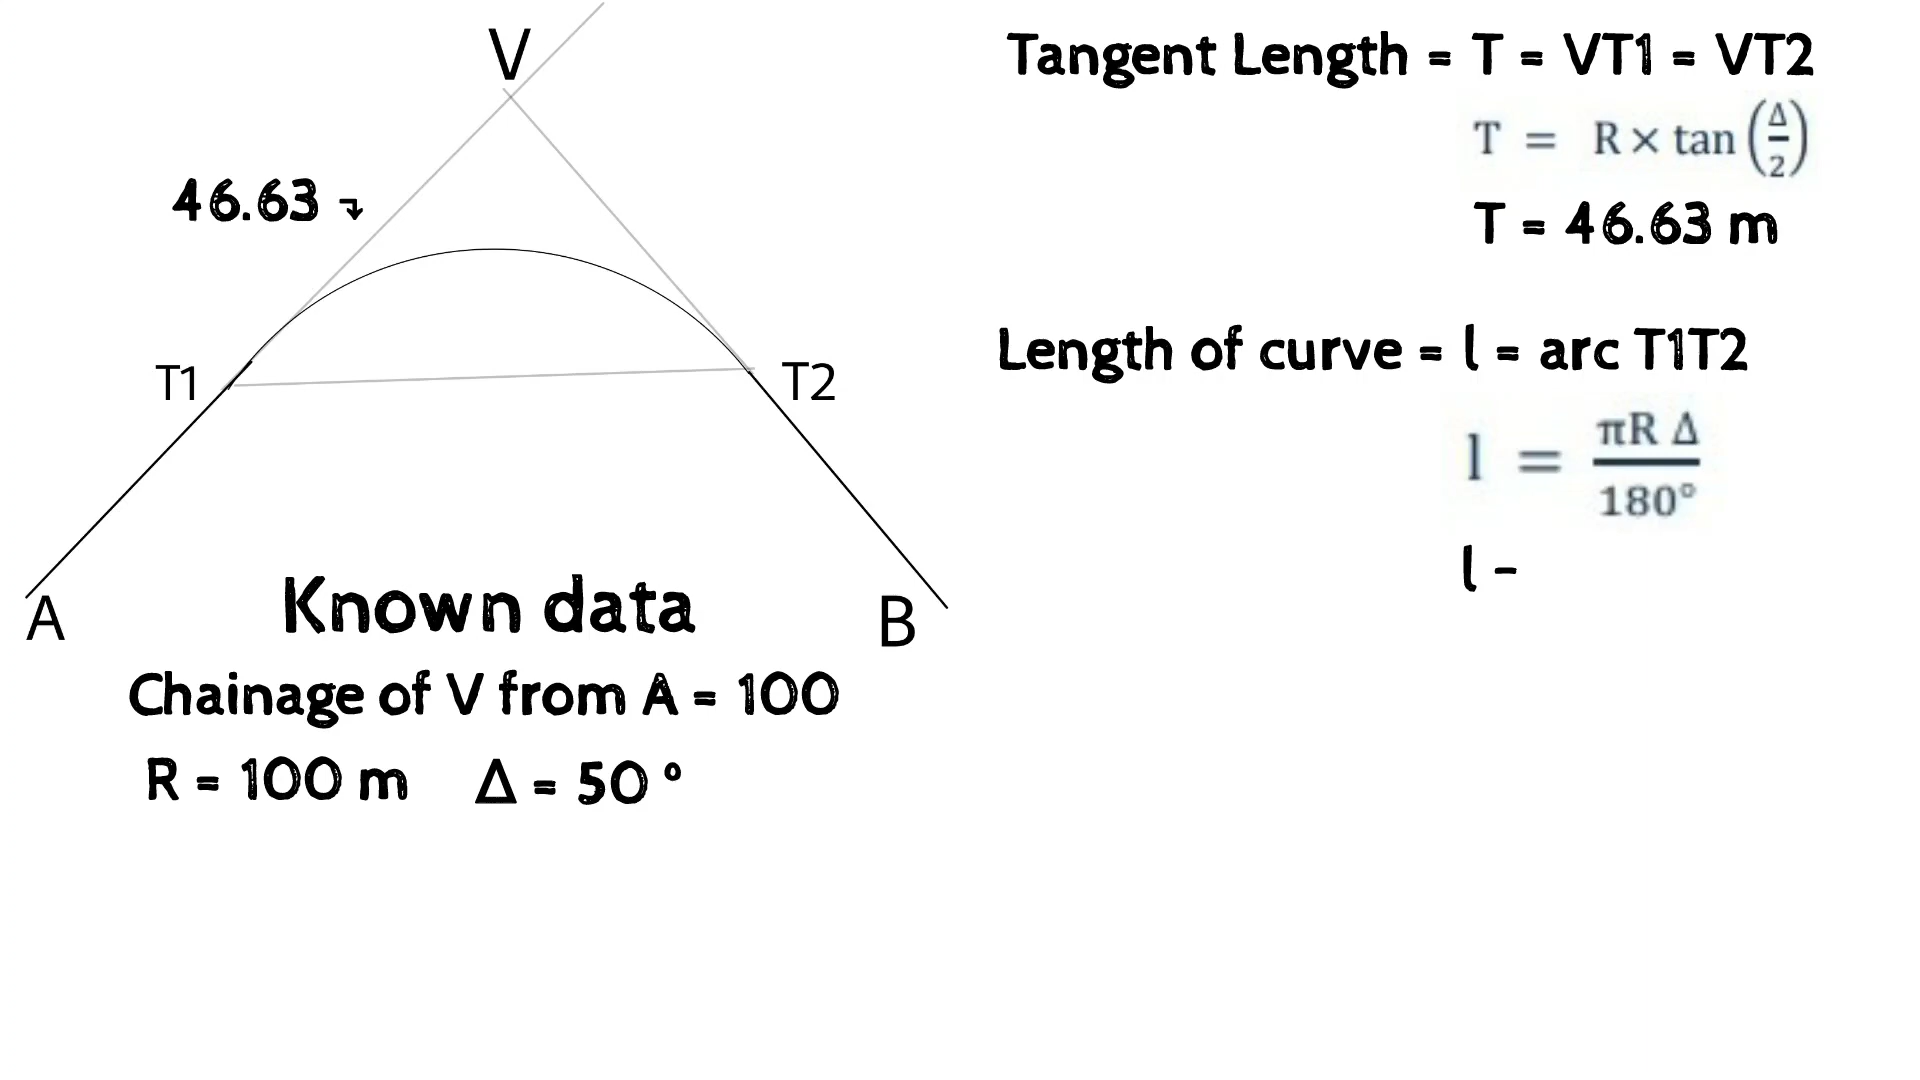 V
46.63
T1
T2
A
B
Known data
Chainage of V from A = 100
R = 100 m Δ = 50 °
Tangent Length = T = VT1 = VT2
T = R × tan (Δ/2)
T = 46.63 m
Length of curve = l = arc T1T2
l = πR Δ / 180°
l -